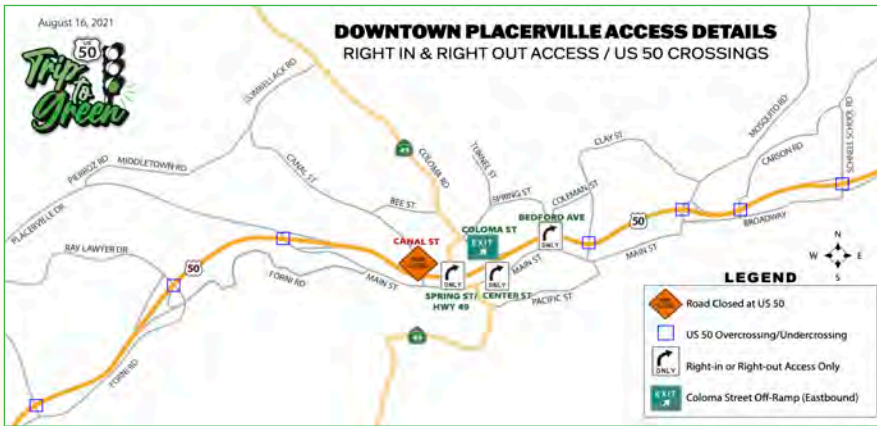 August 16, 2021
US
50
Trip
to
Green
DOWNTOWN PLACERVILLE ACCESS DETAILS
RIGHT IN & RIGHT OUT ACCESS / US 50 CROSSINGS
COLOMA RD
49
TUNNEL ST
CLAY ST
MOSQUITO RD
CARSON RD
SCHNELL SCHOOL RD
PIERROZ RD
MIDDLETOWN RD
CANAL ST
BEE ST
SPRING ST
COLEMAN ST
BEDFORD AVE
ONLY
PLACERVILLE DR
COLOMA ST
EXIT
50
BROADWAY
RAY LAWYER DR
50
CANAL ST
MAIN ST
MAIN ST
FORNI RD
MAIN ST
ONLY
ONLY
SPRING ST/
HWY 49
CENTER ST
PACIFIC ST
49
FORNI RD
N
W
E
S
LEGEND
Road Closed at US 50
US 50 Overcrossing/Undercrossing
ONLY
Right-in or Right-out Access Only
EXIT
Coloma Street Off-Ramp (Eastbound)